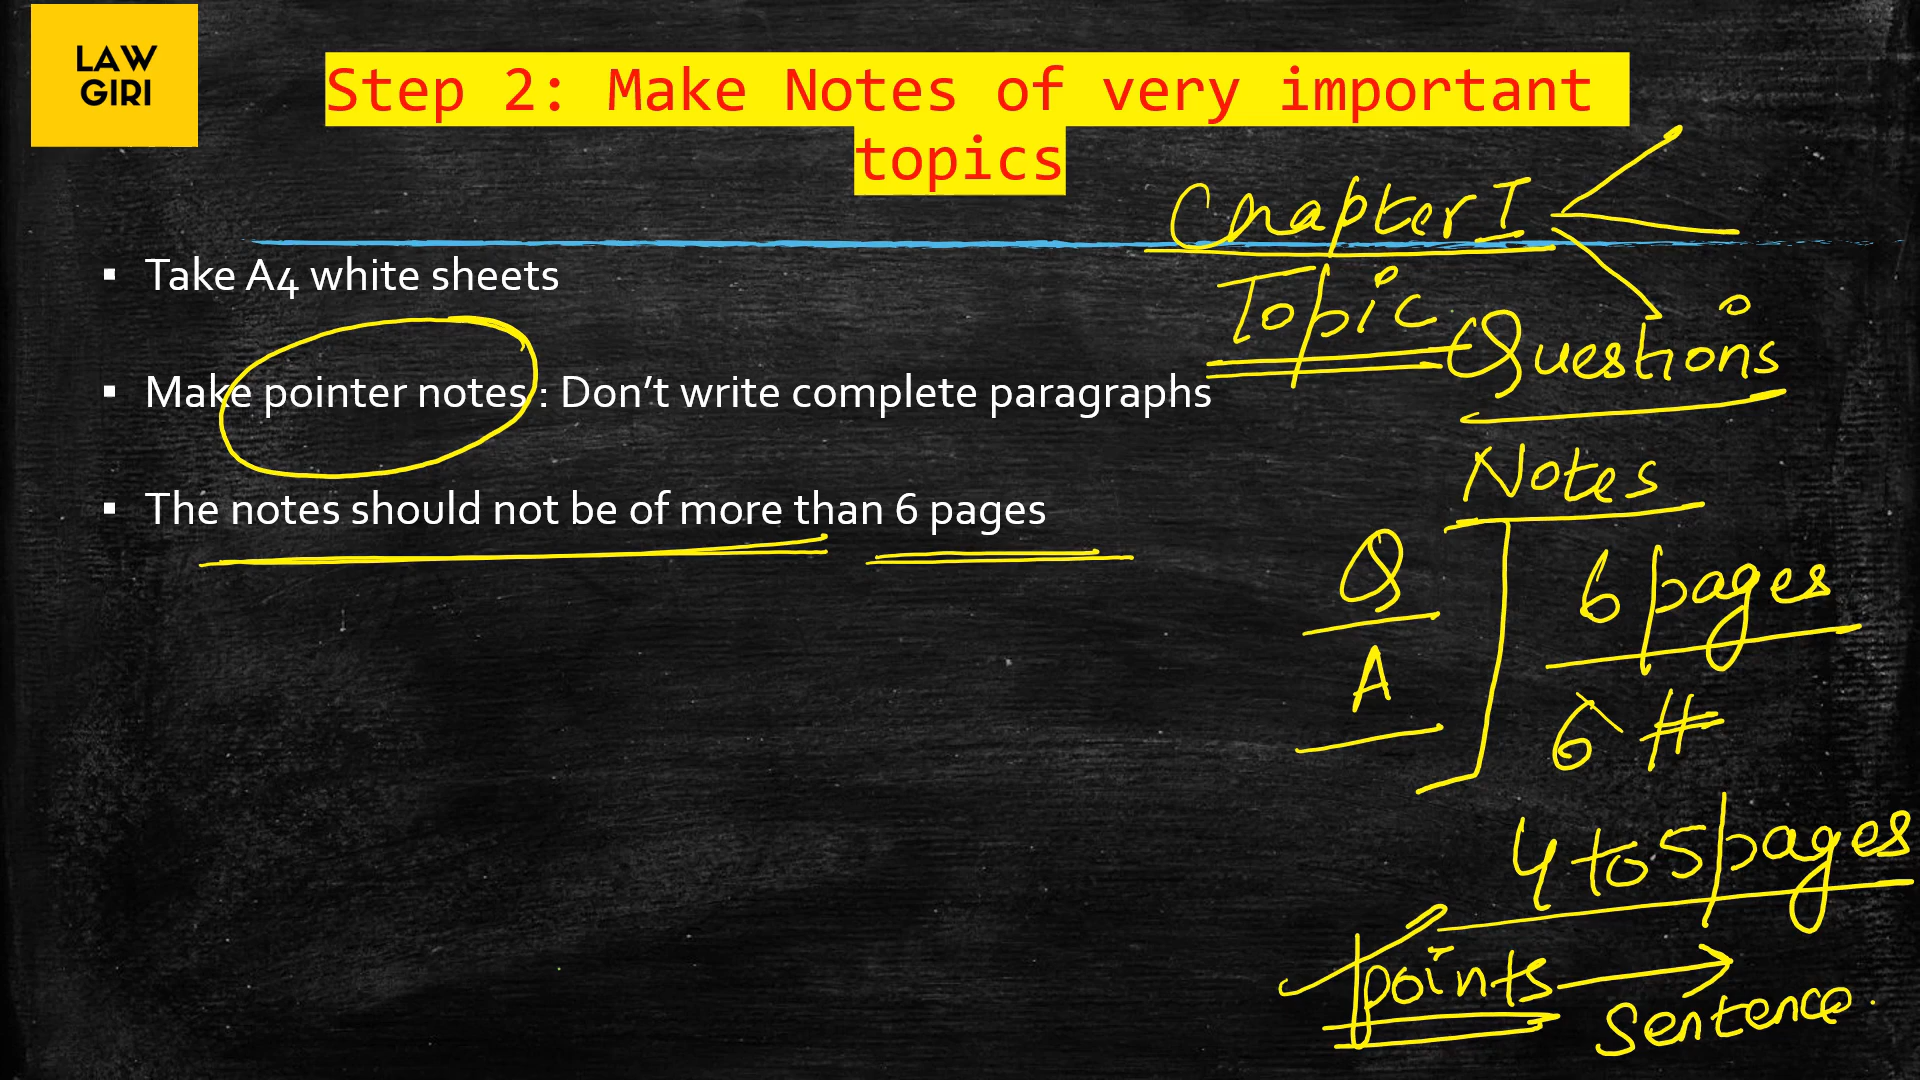 LAW
GIRI
Step 2: Make Notes of very important
topics
Chapter I
▪ Take A4 white sheets
Topic
Questions
▪ Make pointer notes : Don’t write complete paragraphs
Notes
▪ The notes should not be of more than 6 pages
Q
6 pages
A
6 #
4 to 5 pages
points
Sentence.